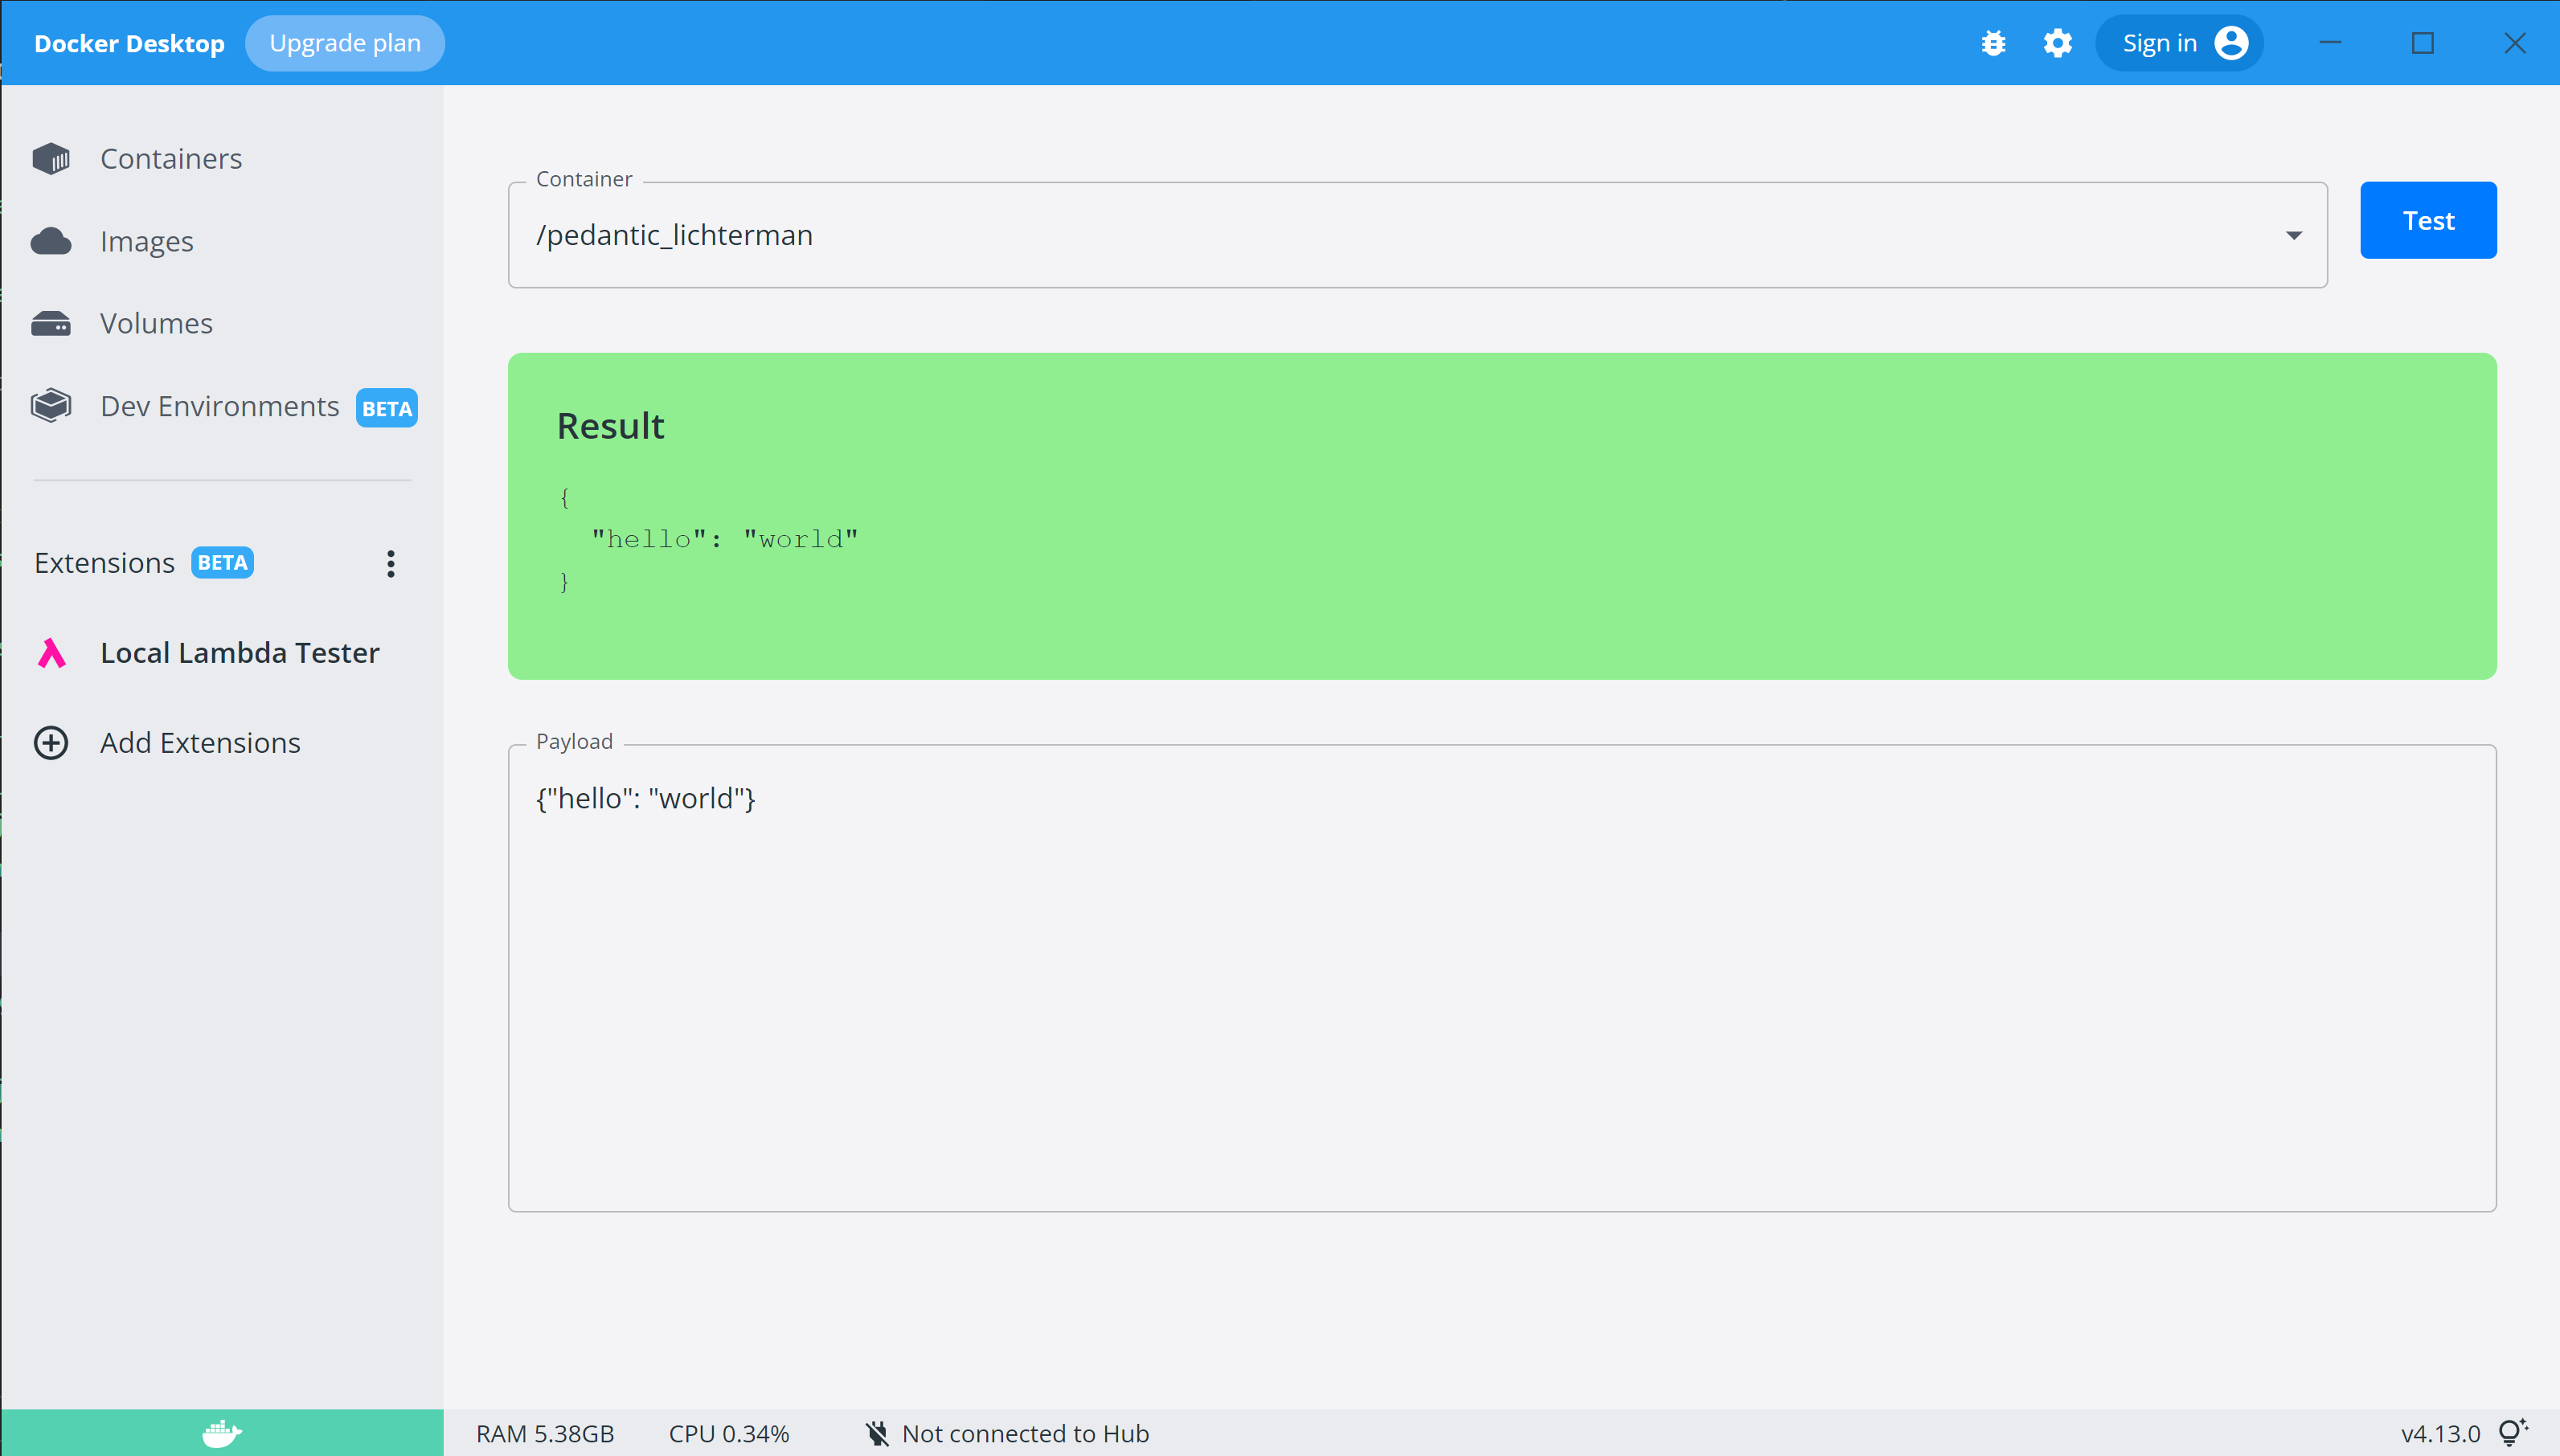 Docker Desktop Upgrade plan Sign in
Containers
Images
Volumes
Dev Environments BETA
Extensions BETA
Local Lambda Tester
Add Extensions
Container
/pedantic_lichterman
Test
Result
{
"hello": "world"
}
Payload
{"hello": "world"}
RAM 5.38GB CPU 0.34% Not connected to Hub v4.13.0